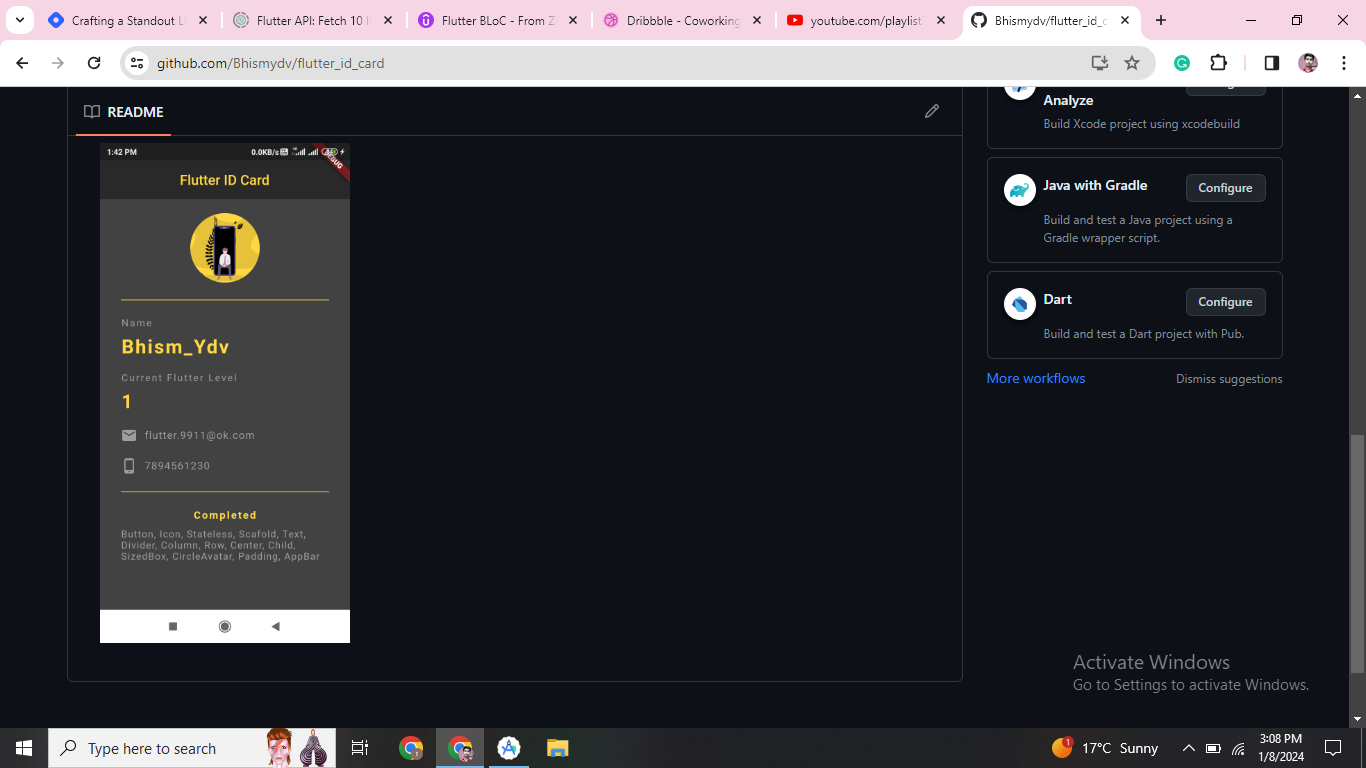 Crafting a Standout Li
Flutter API: Fetch 10 I
Flutter BLoC - From Z
Dribbble - Coworking
youtube.com/playlist
Bhismydv/flutter_id_c
github.com/Bhismydv/flutter_id_card
README
1:42 PM
0.0KB/s
DEBUG
Flutter ID Card
Name
Bhism_Ydv
Current Flutter Level
1
flutter.9911@ok.com
7894561230
Completed
Button, Icon, Stateless, Scafold, Text,
Divider, Column, Row, Center, Child,
SizedBox, CircleAvatar, Padding, AppBar
Analyze
Build Xcode project using xcodebuild
Java with Gradle
Configure
Build and test a Java project using a
Gradle wrapper script.
Dart
Configure
Build and test a Dart project with Pub.
More workflows
Dismiss suggestions
Activate Windows
Go to Settings to activate Windows.
Type here to search
1
17°C Sunny
3:08 PM
1/8/2024